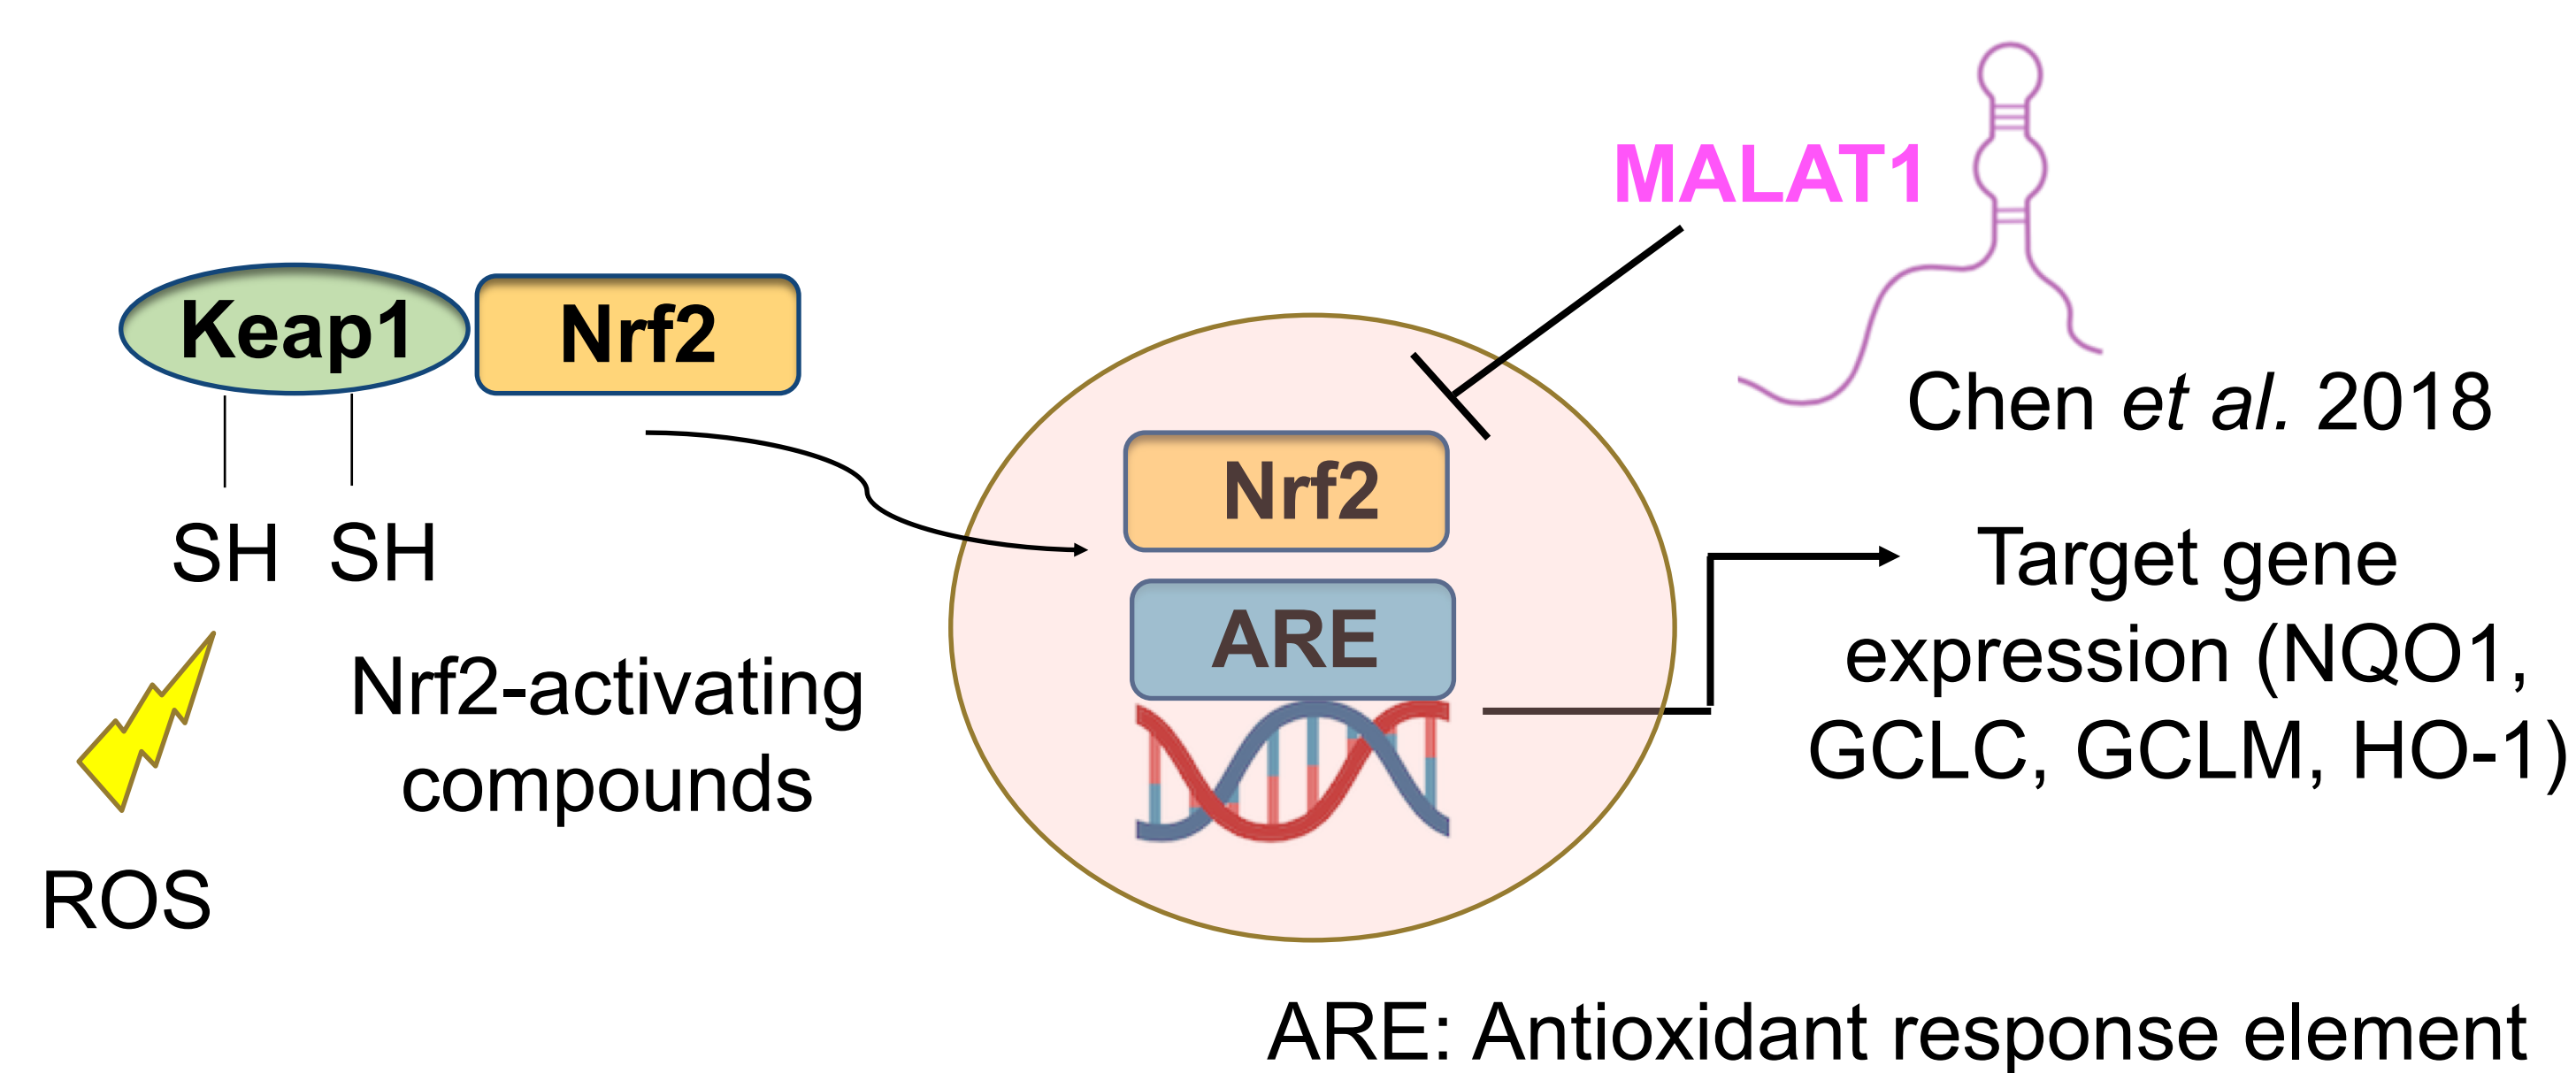 MALAT1
Keap1
Nrf2
Chen et al. 2018
SH SH
Nrf2
ARE
Target gene
expression (NQO1,
GCLC, GCLM, HO-1)
Nrf2-activating
compounds
ROS
ARE: Antioxidant response element